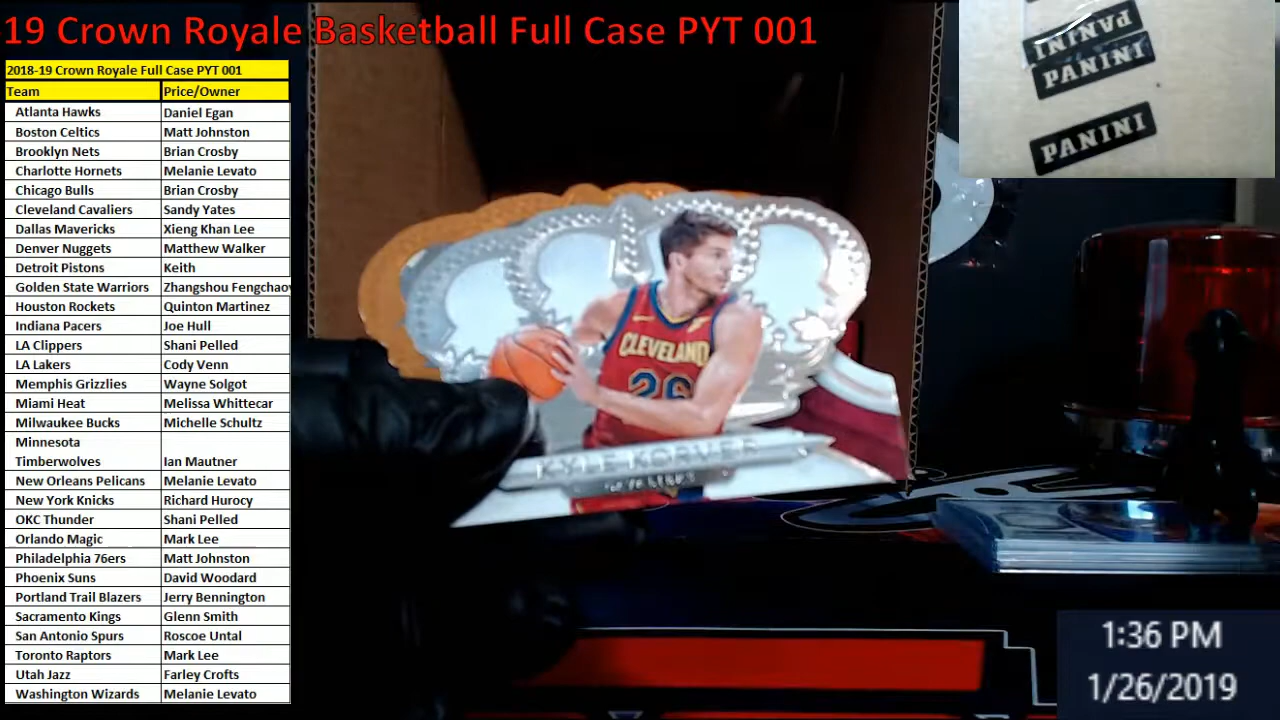 19 Crown Royale Basketball Full Case PYT 001
2018-19 Crown Royale Full Case PYT 001
Team Price/Owner
Atlanta Hawks Daniel Egan
Boston Celtics Matt Johnston
Brooklyn Nets Brian Crosby
Charlotte Hornets Melanie Levato
Chicago Bulls Brian Crosby
Cleveland Cavaliers Sandy Yates
Dallas Mavericks Xieng Khan Lee
Denver Nuggets Matthew Walker
Detroit Pistons Keith
Golden State Warriors Zhangshou Fengchao
Houston Rockets Quinton Martinez
Indiana Pacers Joe Hull
LA Clippers Shani Pelled
LA Lakers Cody Venn
Memphis Grizzlies Wayne Solgot
Miami Heat Melissa Whittecar
Milwaukee Bucks Michelle Schultz
Minnesota
Timberwolves Ian Mautner
New Orleans Pelicans Melanie Levato
New York Knicks Richard Hurocy
OKC Thunder Shani Pelled
Orlando Magic Mark Lee
Philadelphia 76ers Matt Johnston
Phoenix Suns David Woodard
Portland Trail Blazers Jerry Bennington
Sacramento Kings Glenn Smith
San Antonio Spurs Roscoe Untal
Toronto Raptors Mark Lee
Utah Jazz Farley Crofts
Washington Wizards Melanie Levato
PANINI
PANINI
PANINI
CLEVELAND
26
KYLE KORVER
1:36 PM
1/26/2019